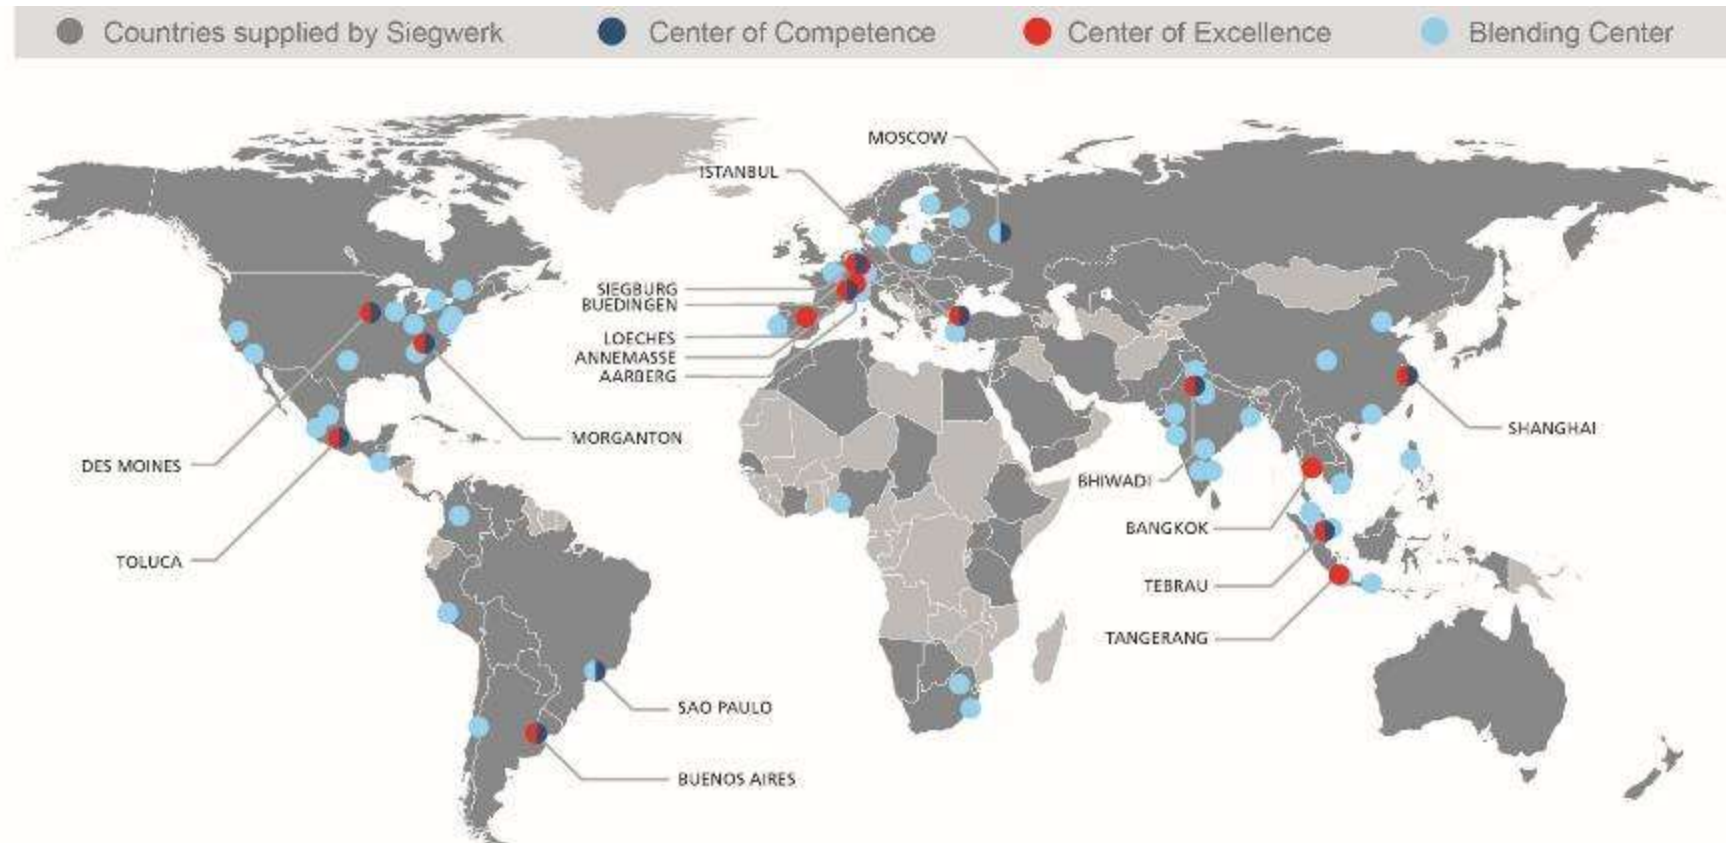 Countries supplied by Siegwerk Center of Competence Center of Excellence Blending Center
MOSCOW
ISTANBUL
SIEGBURG
BUEDINGEN
LOECHES
ANNEMASSE
AARBERG
MORGANTON
DES MOINES
TOLUCA
SAO PAULO
BUENOS AIRES
SHANGHAI
BHIWADI
BANGKOK
TEBRAU
TANGERANG